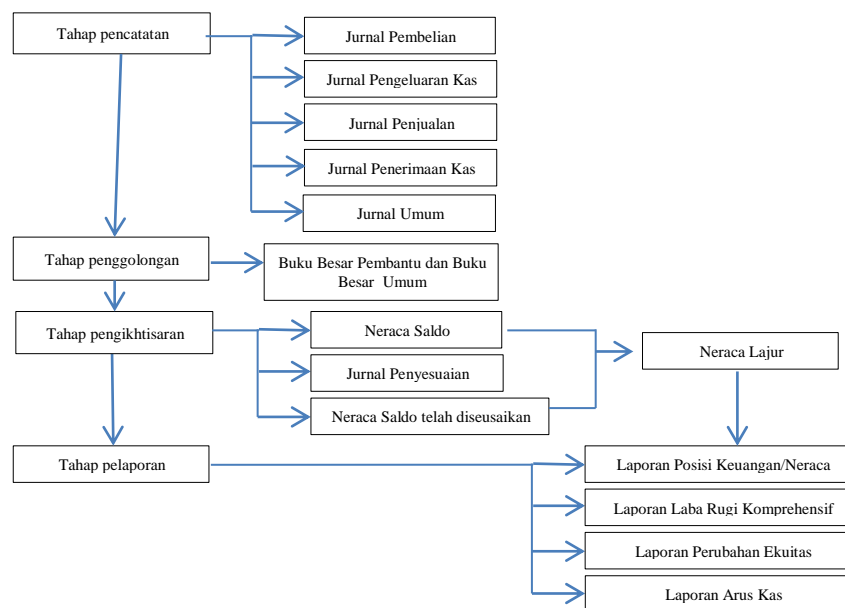 Tahap pencatatan
Jurnal Pembelian
Jurnal Pengeluaran Kas
Jurnal Penjualan
Jurnal Penerimaan Kas
Jurnal Umum
Tahap penggolongan
Buku Besar Pembantu dan Buku
Besar Umum
Tahap pengikhtisaran
Neraca Saldo
Neraca Lajur
Jurnal Penyesuaian
Neraca Saldo telah diseusaikan
Tahap pelaporan
Laporan Posisi Keuangan/Neraca
Laporan Laba Rugi Komprehensif
Laporan Perubahan Ekuitas
Laporan Arus Kas